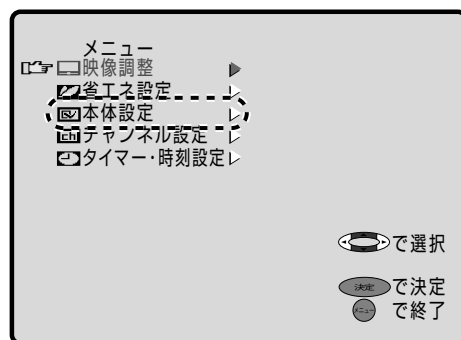 メニュー
映像調整
省エネ設定
本体設定
chチャンネル設定
タイマー・時刻設定
で選択
決定で決定
メニューで終了